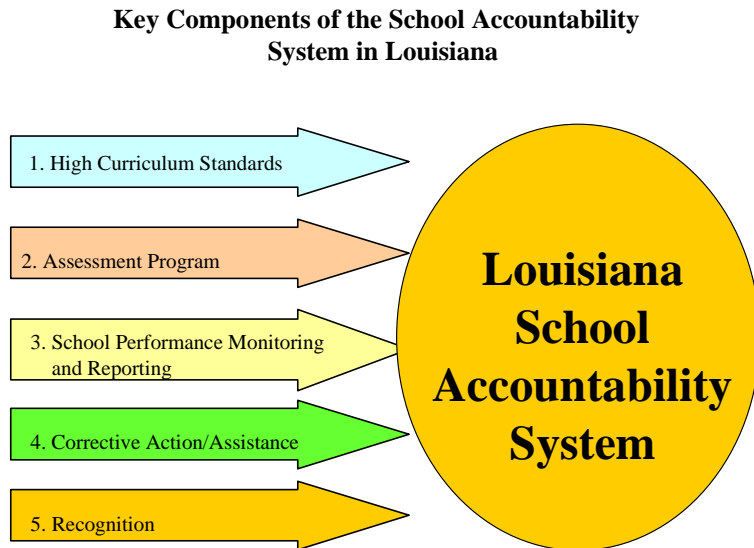 Key Components of the School Accountability
System in Louisiana
1. High Curriculum Standards
2. Assessment Program
3. School Performance Monitoring
and Reporting
4. Corrective Action/Assistance
5. Recognition
Louisiana
School
Accountability
System